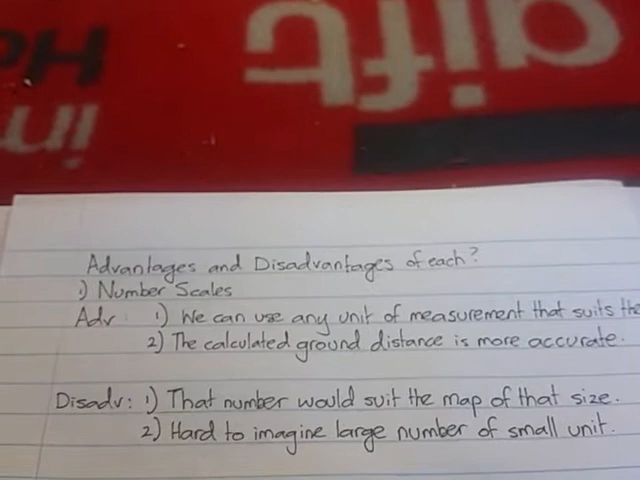 gift
Ho
in
Advantages and Disadvantages of each?
1) Number Scales
Adv 1) We can use any unit of measurement that suits the
2) The calculated ground distance is more accurate.
Disadv: 1) That number would suit the map of that size.
2) Hard to imagine large number of small unit.